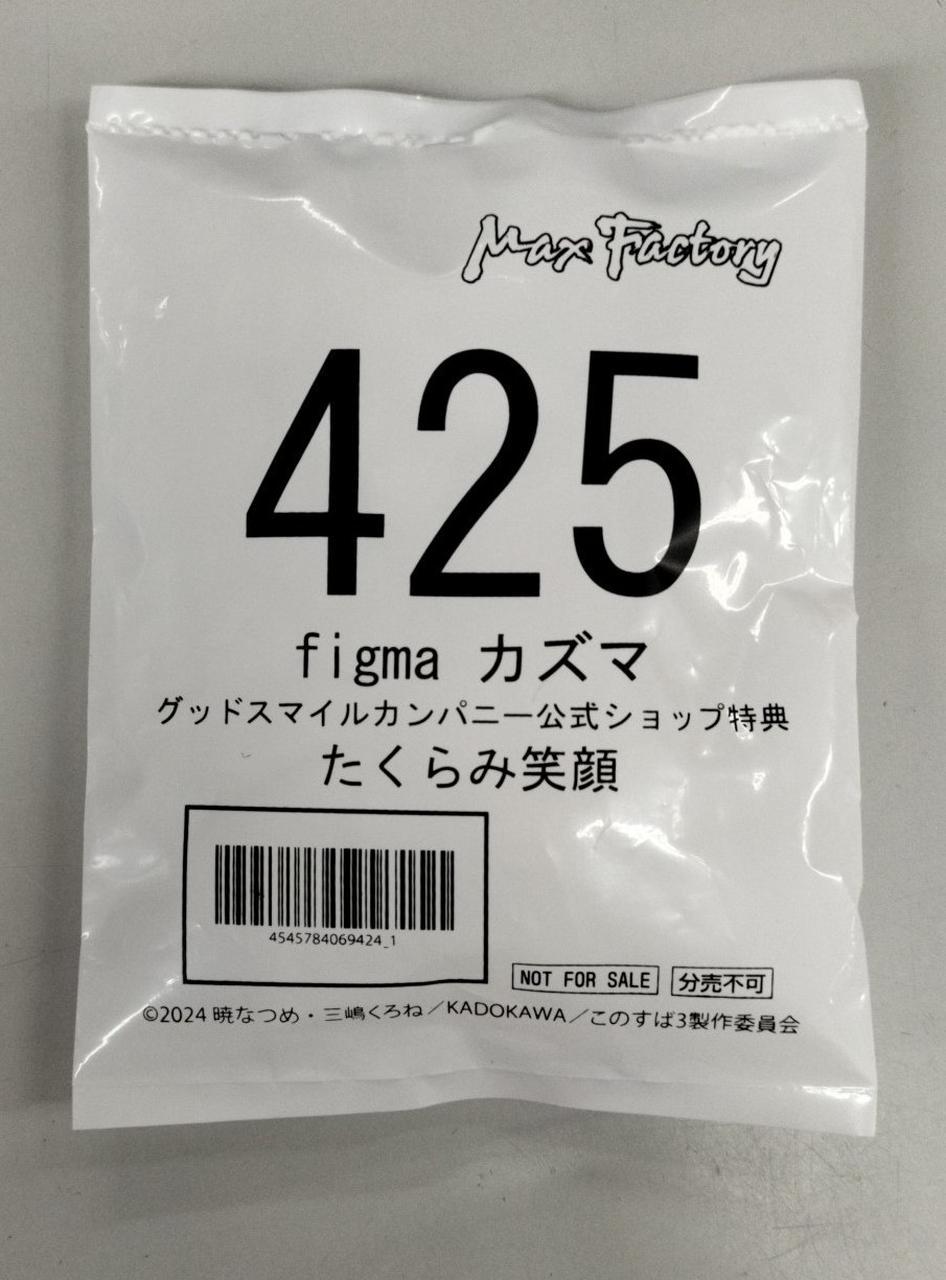 Max Factory
425
figma カズマ
グッドスマイルカンパニー公式ショップ特典
たくらみ笑顔
4545784069424_1
NOT FOR SALE 分売不可
©2024 暁なつめ・三嶋くろね／KADOKAWA／このすば3製作委員会